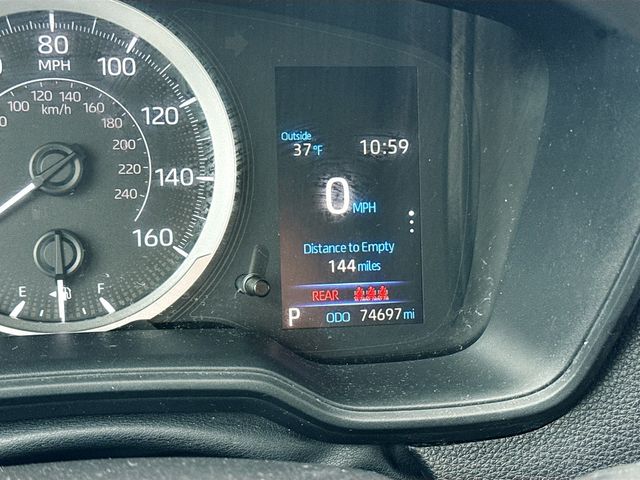 80
MPH
100
120
140
160
100
120
140
160
km/h
180
200
220
240
E
F
Outside
37°F
10:59
0 MPH
Distance to Empty
144 miles
REAR
P
ODO 74697 mi